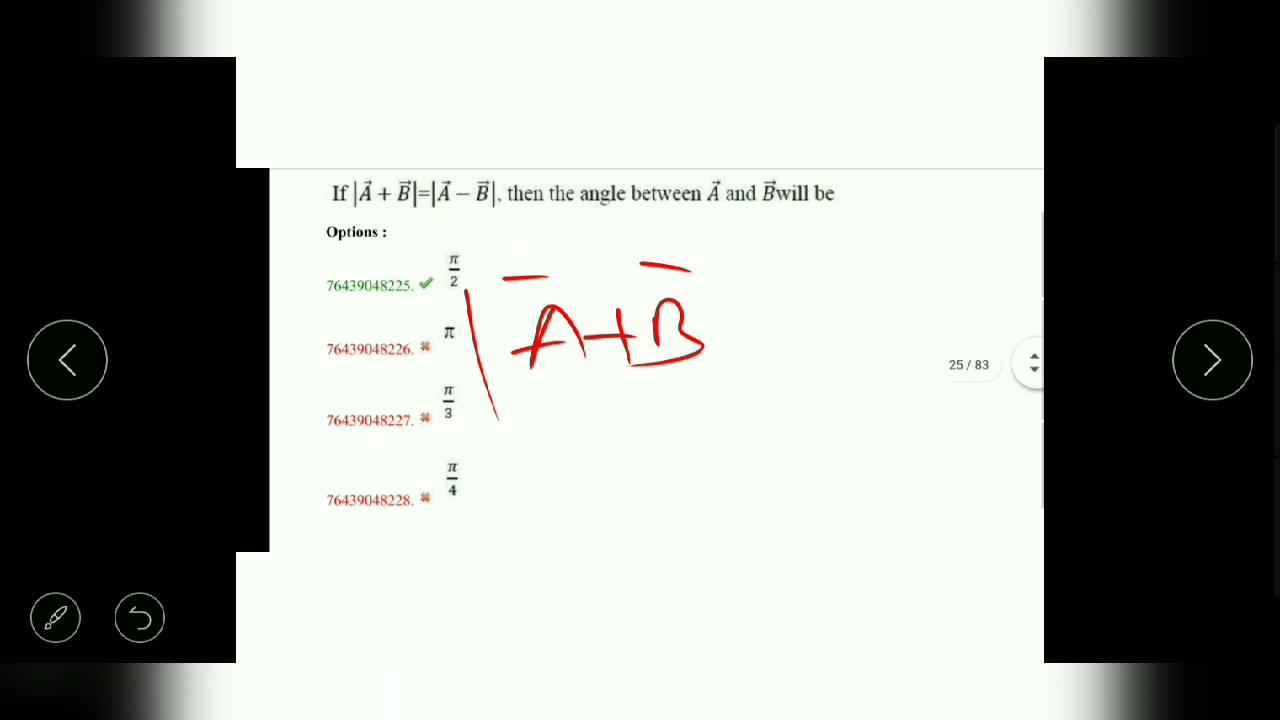 If |A⃗ + B⃗|=|A⃗ − B⃗|, then the angle between A⃗ and B⃗will be
Options :
76439048225. ✔ π/2
76439048226. ✖ π
76439048227. ✖ π/3
76439048228. ✖ π/4
| A̅+B̅
25 / 83